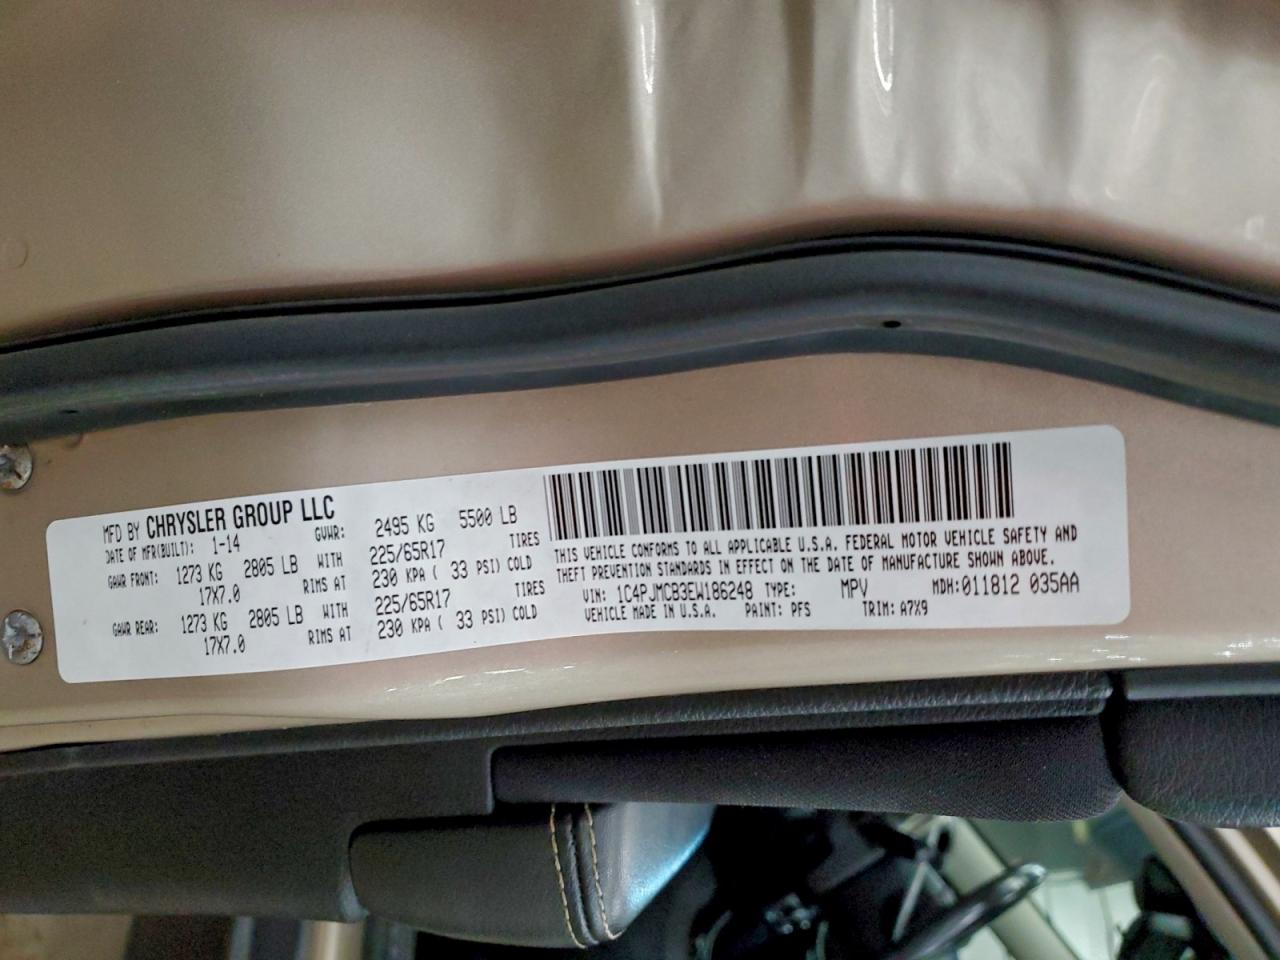 MFD BY CHRYSLER GROUP LLC
DATE OF MFR(BUILT): 1-14 GVWR: 2495 KG 5500 LB
GAWR FRONT: 1273 KG 2805 LB WITH 225/65R17 TIRES
17X7.0 RIMS AT 230 KPA ( 33 PSI) COLD
GAWR REAR: 1273 KG 2805 LB WITH 225/65R17 TIRES
17X7.0 RIMS AT 230 KPA ( 33 PSI) COLD
THIS VEHICLE CONFORMS TO ALL APPLICABLE U.S.A. FEDERAL MOTOR VEHICLE SAFETY AND
THEFT PREVENTION STANDARDS IN EFFECT ON THE DATE OF MANUFACTURE SHOWN ABOVE.
VIN: 1C4PJMCB3EW186248 TYPE: MPV MDH:011812 035AA
VEHICLE MADE IN U.S.A. PAINT: PFS TRIM: A7X9